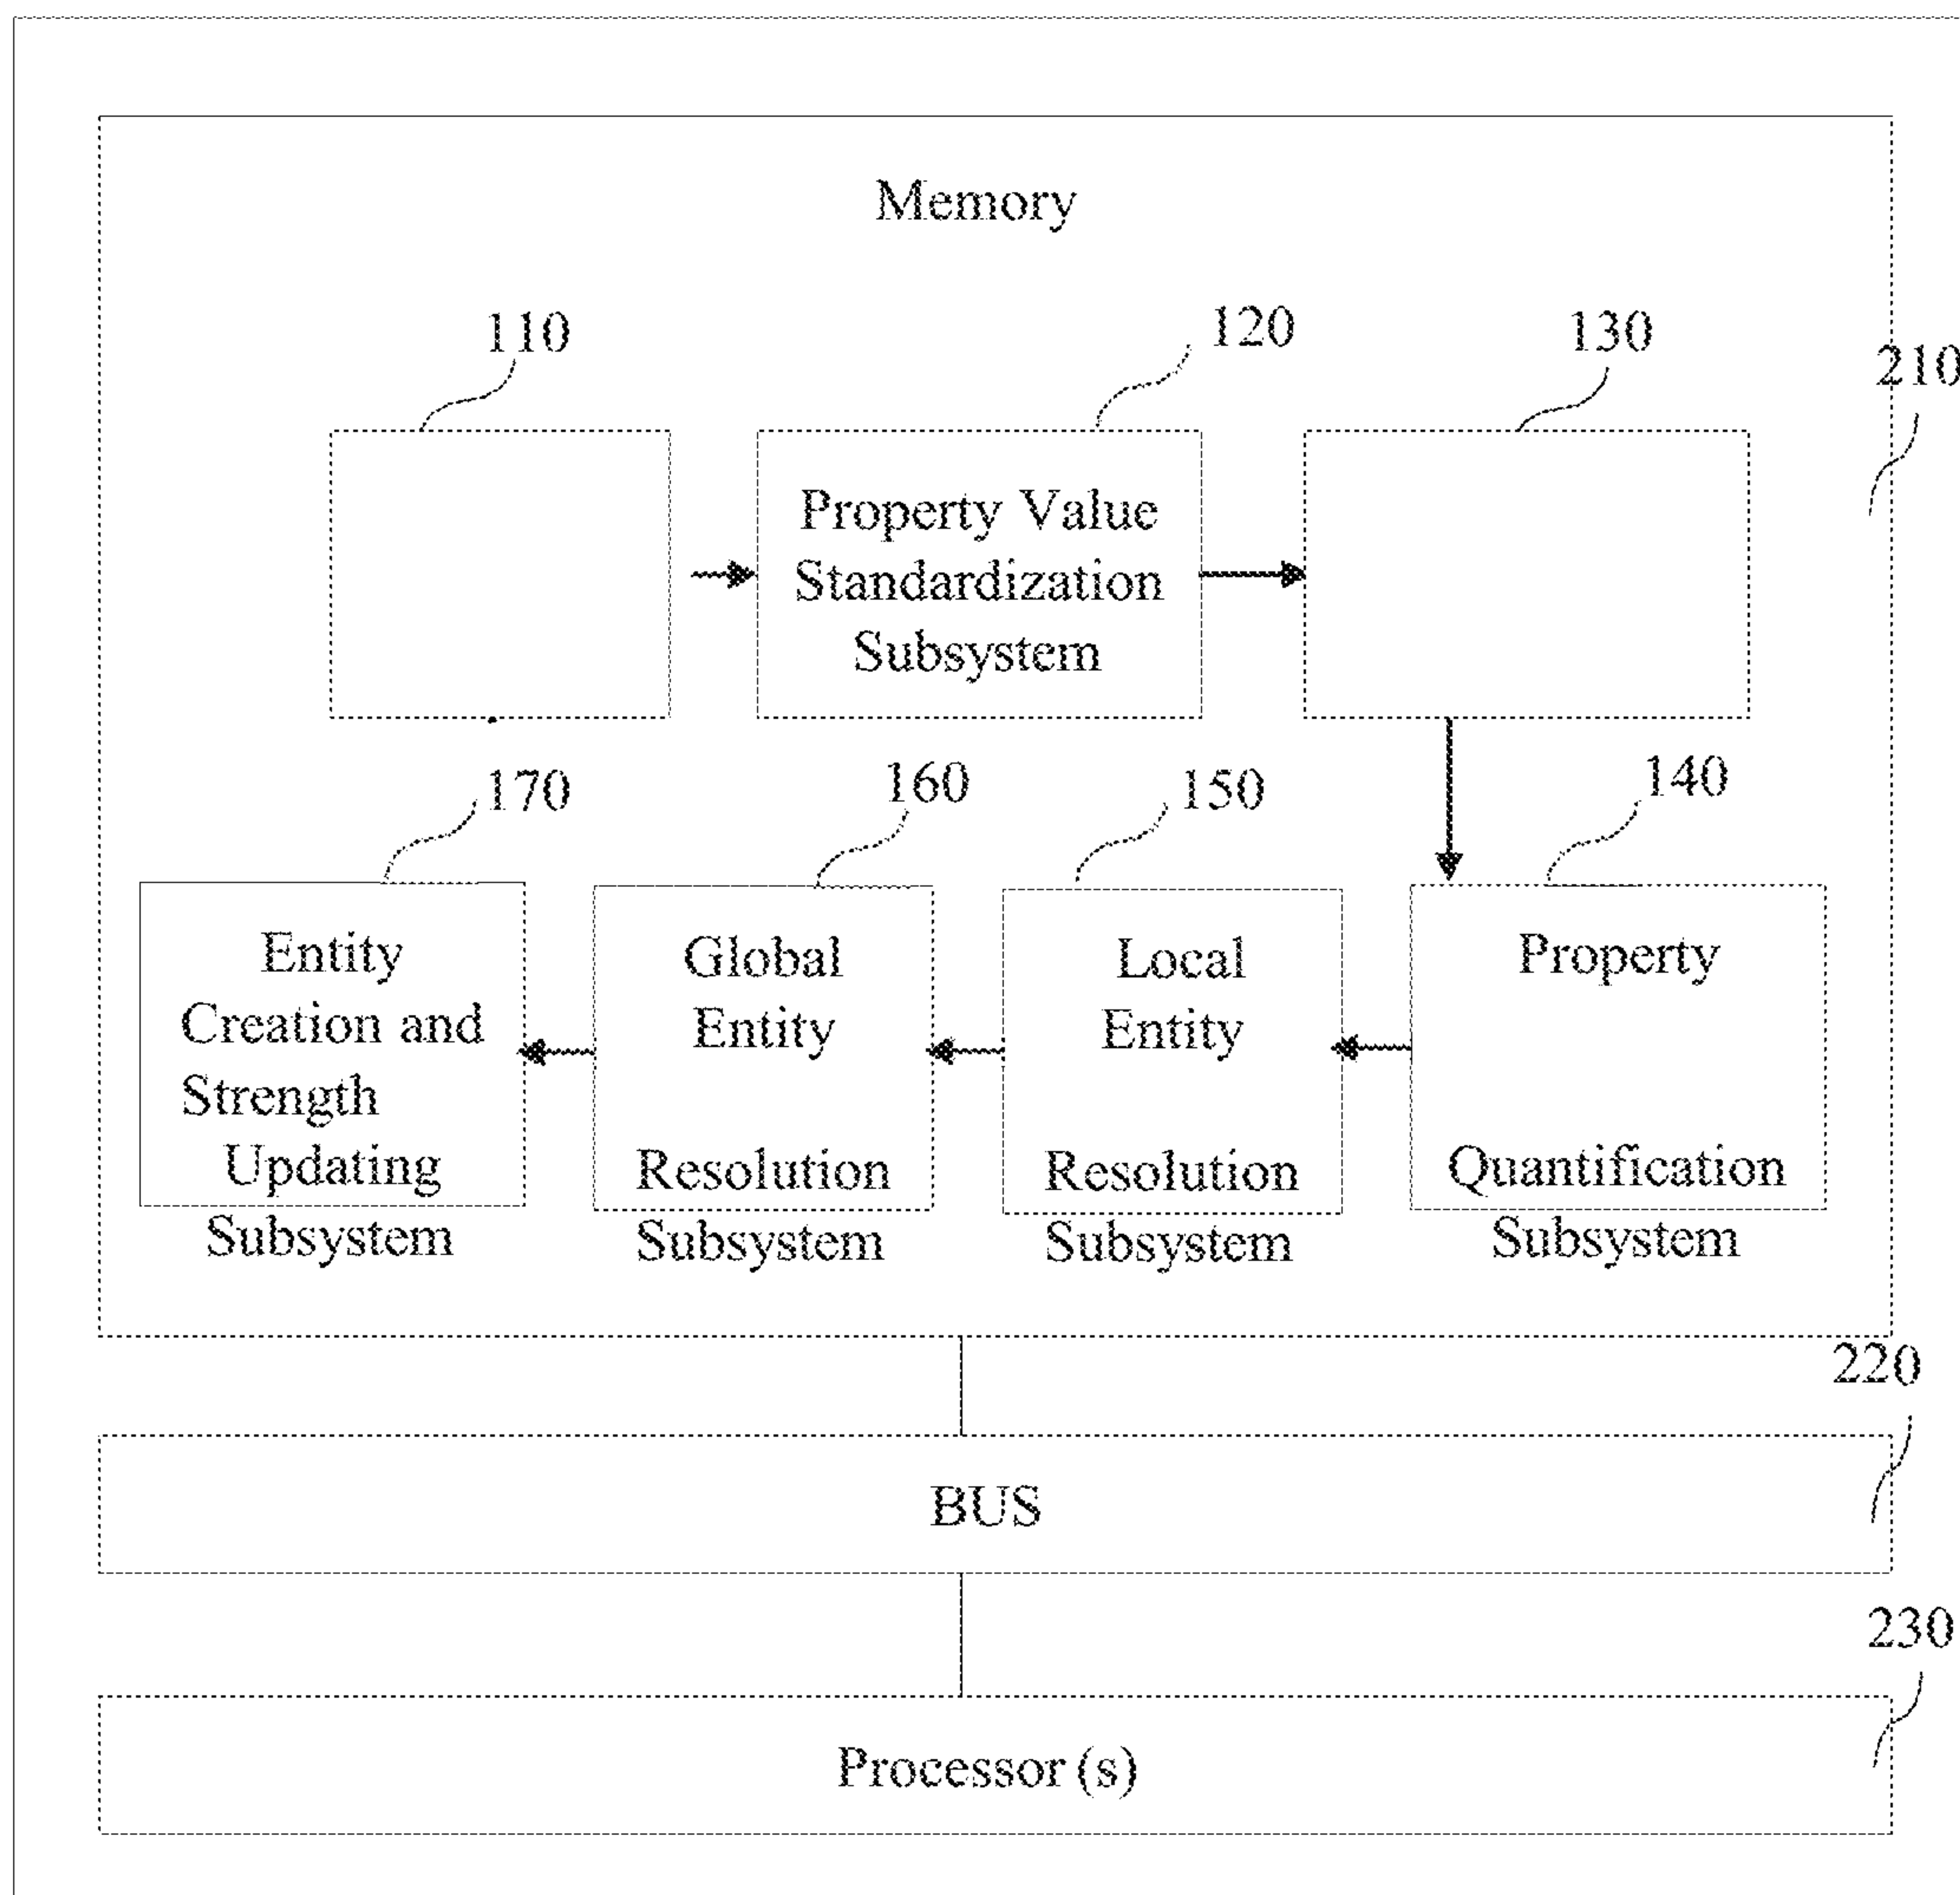 Memory
110
120
130
210
Property Value
Standardization
Subsystem
170
160
150
140
Entity
Creation and
Strength
Updating
Subsystem
Global
Entity
Resolution
Subsystem
Local
Entity
Resolution
Subsystem
Property
Quantification
Subsystem
220
BUS
230
Processor (s)